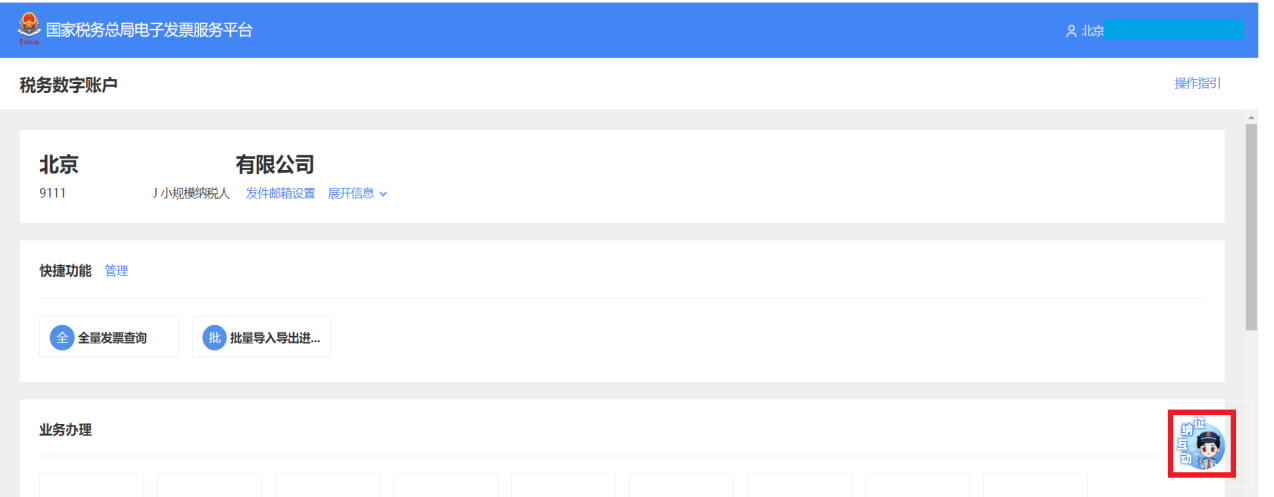 国家税务总局电子发票服务平台
北京
税务数字账户
操作指引
北京 有限公司
9111 J 小规模纳税人 发件邮箱设置 展开信息
快捷功能 管理
全 全量发票查询 批 批量导入导出进...
业务办理
征纳互动